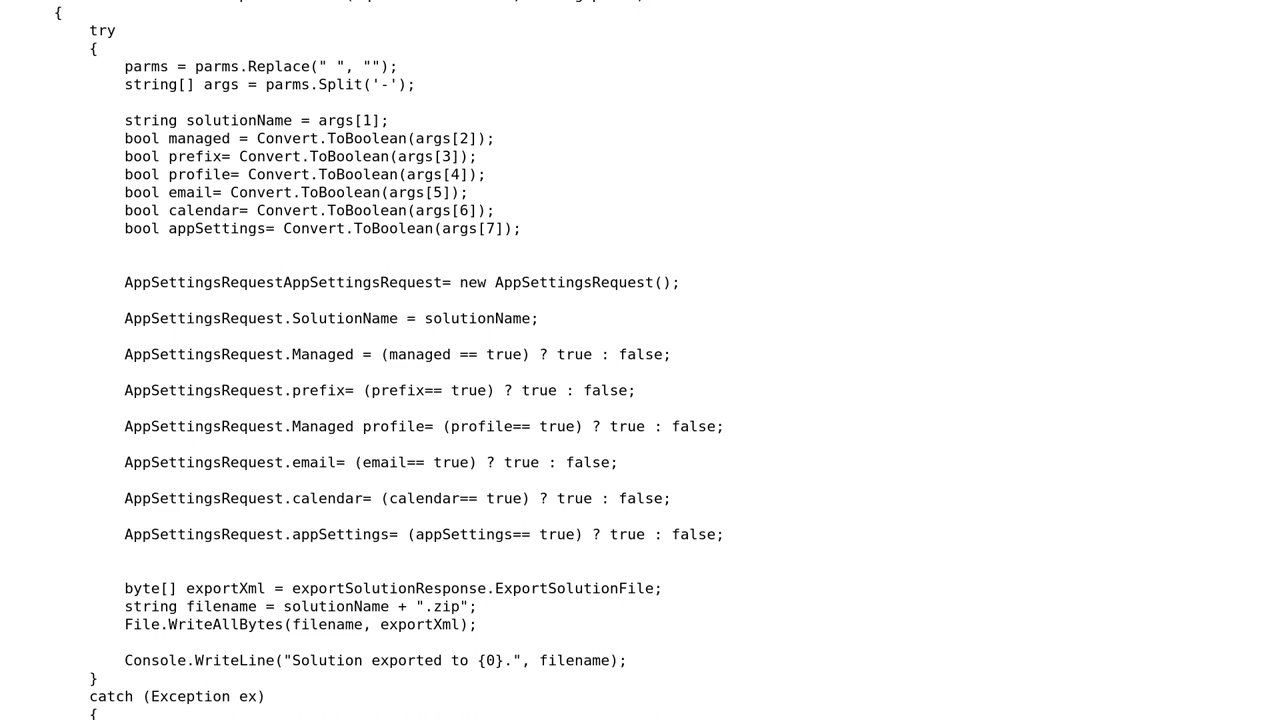 {
try
{
parms = parms.Replace(" ", "");
string[] args = parms.Split('-');
string solutionName = args[1];
bool managed = Convert.ToBoolean(args[2]);
bool prefix= Convert.ToBoolean(args[3]);
bool profile= Convert.ToBoolean(args[4]);
bool email= Convert.ToBoolean(args[5]);
bool calendar= Convert.ToBoolean(args[6]);
bool appSettings= Convert.ToBoolean(args[7]);
AppSettingsRequestAppSettingsRequest= new AppSettingsRequest();
AppSettingsRequest.SolutionName = solutionName;
AppSettingsRequest.Managed = (managed == true) ? true : false;
AppSettingsRequest.prefix= (prefix== true) ? true : false;
AppSettingsRequest.Managed profile= (profile== true) ? true : false;
AppSettingsRequest.email= (email== true) ? true : false;
AppSettingsRequest.calendar= (calendar== true) ? true : false;
AppSettingsRequest.appSettings= (appSettings== true) ? true : false;
byte[] exportXml = exportSolutionResponse.ExportSolutionFile;
string filename = solutionName + ".zip";
File.WriteAllBytes(filename, exportXml);
Console.WriteLine("Solution exported to {0}.", filename);
}
catch (Exception ex)
{